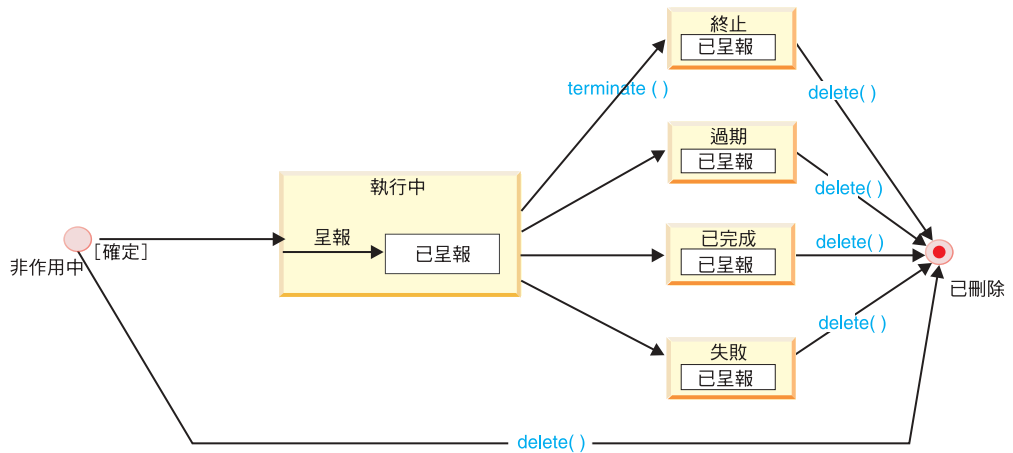 終止
已呈報
terminate ( )
delete( )
過期
已呈報
delete( )
執行中
呈報
已呈報
已完成
已呈報
delete( )
[確定]
非作用中
已刪除
失敗
已呈報
delete( )
delete( )